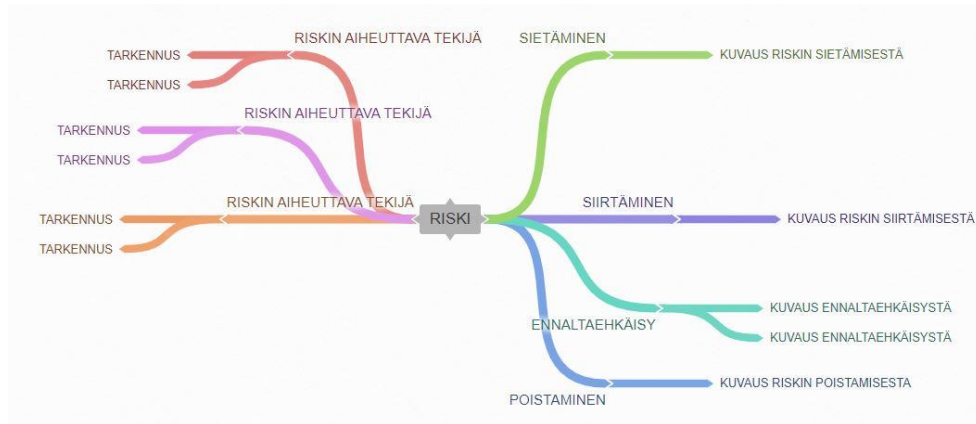 RISKIN AIHEUTTAVA TEKIJÄ
TARKENNUS
TARKENNUS
RISKIN AIHEUTTAVA TEKIJÄ
TARKENNUS
TARKENNUS
RISKIN AIHEUTTAVA TEKIJÄ
TARKENNUS
TARKENNUS
RISKI
SIETÄMINEN
KUVAUS RISKIN SIETÄMISESTÄ
SIIRTÄMINEN
KUVAUS RISKIN SIIRTÄMISESTÄ
ENNALTAEHKÄISY
KUVAUS ENNALTAEHKÄISYSTÄ
KUVAUS ENNALTAEHKÄISYSTÄ
POISTAMINEN
KUVAUS RISKIN POISTAMISESTA